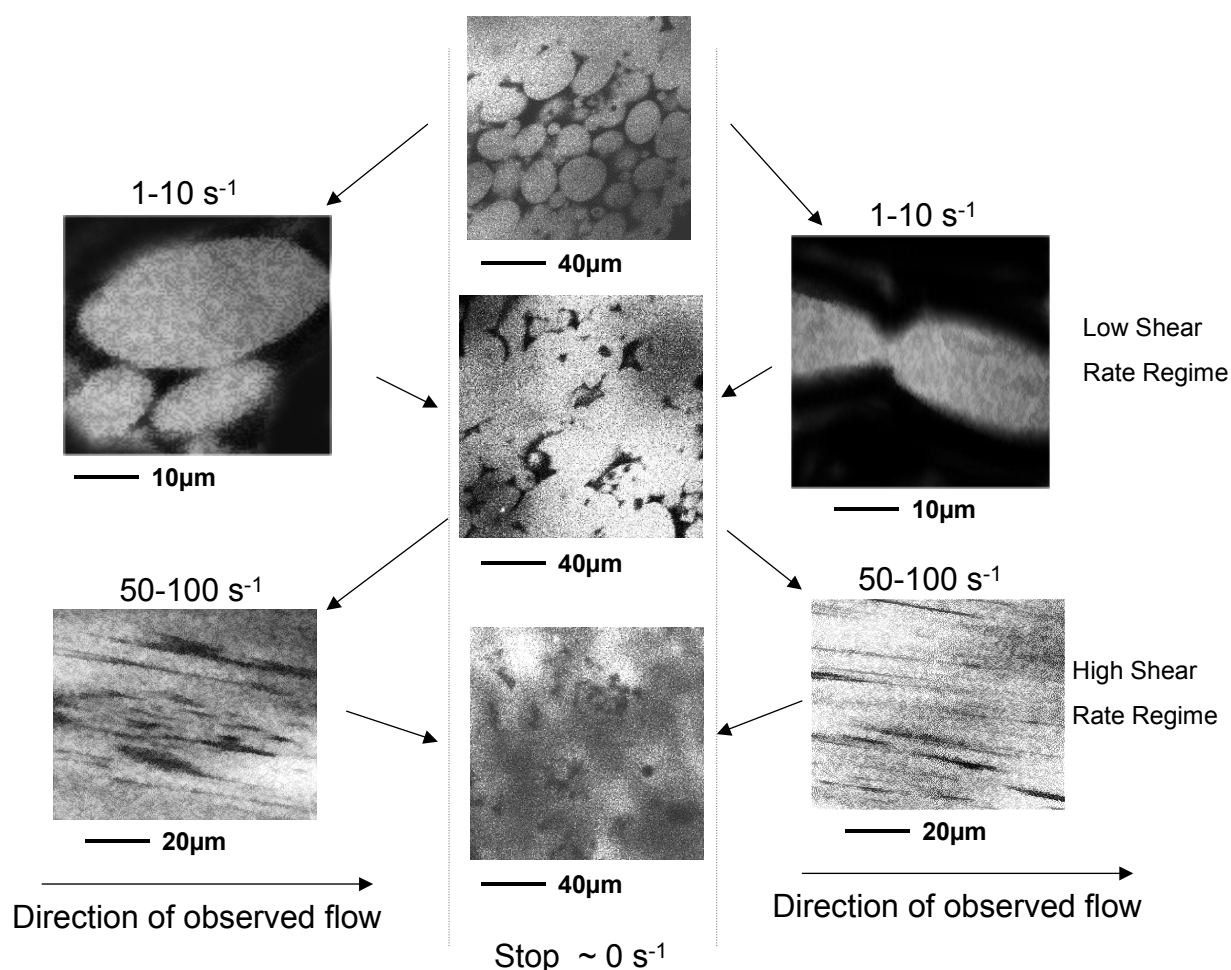 40µm
1-10 s⁻¹
1-10 s⁻¹
10µm
40µm
10µm
Low Shear
Rate Regime
50-100 s⁻¹
50-100 s⁻¹
20µm
40µm
20µm
High Shear
Rate Regime
Direction of observed flow
Direction of observed flow
Stop ~ 0 s⁻¹